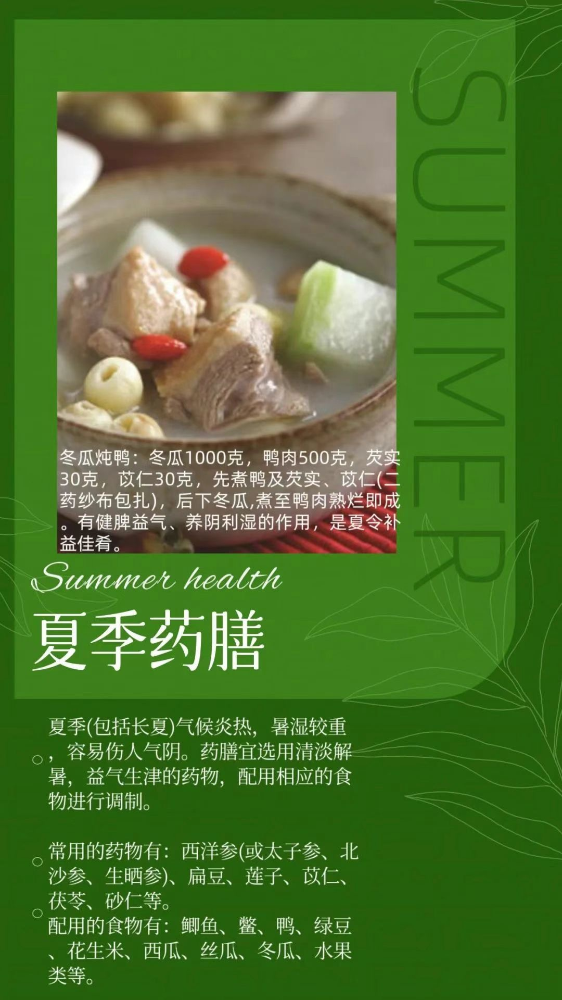 SUMMER
冬瓜炖鸭：冬瓜1000克，鸭肉500克，芡实
30克，苡仁30克，先煮鸭及芡实、苡仁(二
药纱布包扎)，后下冬瓜,煮至鸭肉熟烂即成
。有健脾益气、养阴利湿的作用，是夏令补
益佳肴。
Summer health
夏季药膳
夏季(包括长夏)气候炎热，暑湿较重
，容易伤人气阴。药膳宜选用清淡解
暑，益气生津的药物，配用相应的食
物进行调制。
常用的药物有：西洋参(或太子参、北
沙参、生晒参)、扁豆、莲子、苡仁、
茯苓、砂仁等。
配用的食物有：鲫鱼、鳖、鸭、绿豆
、花生米、西瓜、丝瓜、冬瓜、水果
类等。